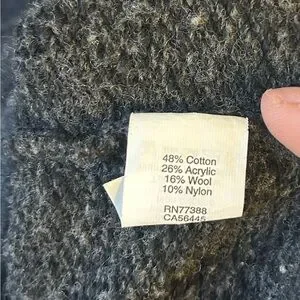 48% Cotton
26% Acrylic
16% Wool
10% Nylon
RN77388
CA56445